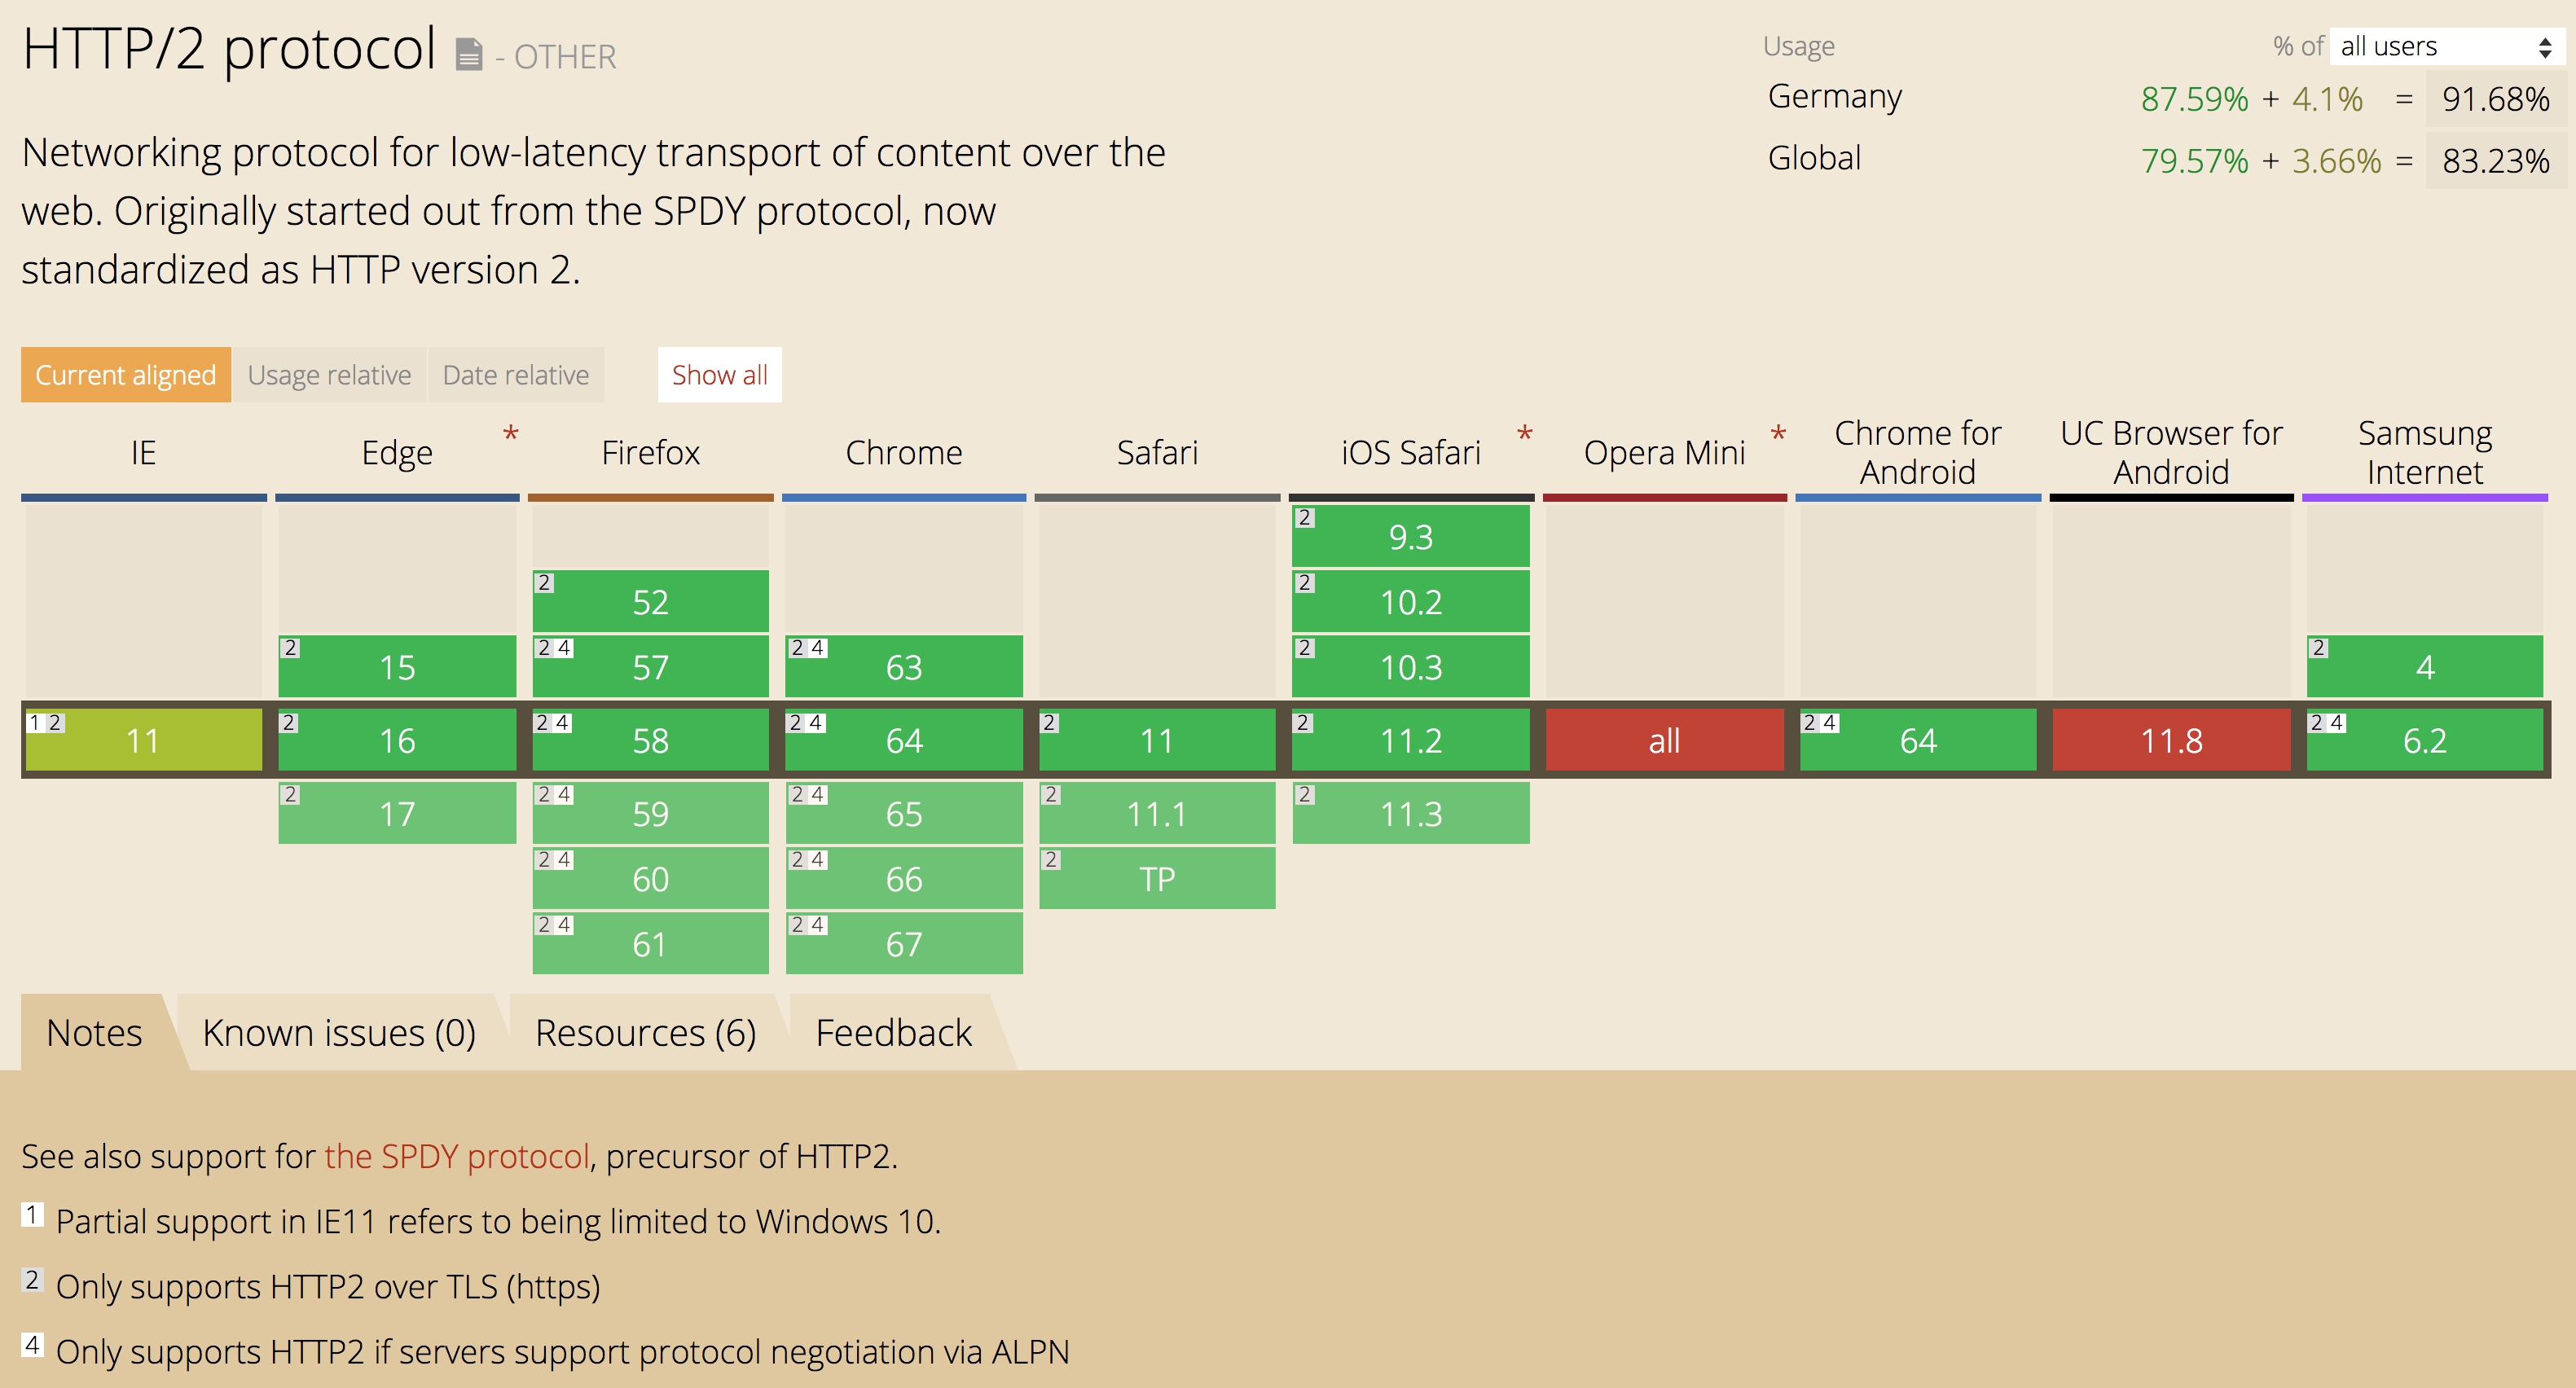 HTTP/2 protocol - OTHER
Usage % of all users
Germany 87.59% + 4.1% = 91.68%
Global 79.57% + 3.66% = 83.23%
Networking protocol for low-latency transport of content over the
web. Originally started out from the SPDY protocol, now
standardized as HTTP version 2.
Current aligned Usage relative Date relative Show all
IE Edge * Firefox Chrome Safari iOS Safari * Opera Mini * Chrome for Android UC Browser for Android Samsung Internet
2 9.3
2 52 2 10.2
2 15 2 4 57 2 4 63 2 10.3 2 4
1 2 11 2 16 2 4 58 2 4 64 2 11 2 11.2 all 2 4 64 11.8 2 4 6.2
2 17 2 4 59 2 4 65 2 11.1 2 11.3
2 4 60 2 4 66 2 TP
2 4 61 2 4 67
Notes Known issues (0) Resources (6) Feedback
See also support for the SPDY protocol, precursor of HTTP2.
1 Partial support in IE11 refers to being limited to Windows 10.
2 Only supports HTTP2 over TLS (https)
4 Only supports HTTP2 if servers support protocol negotiation via ALPN